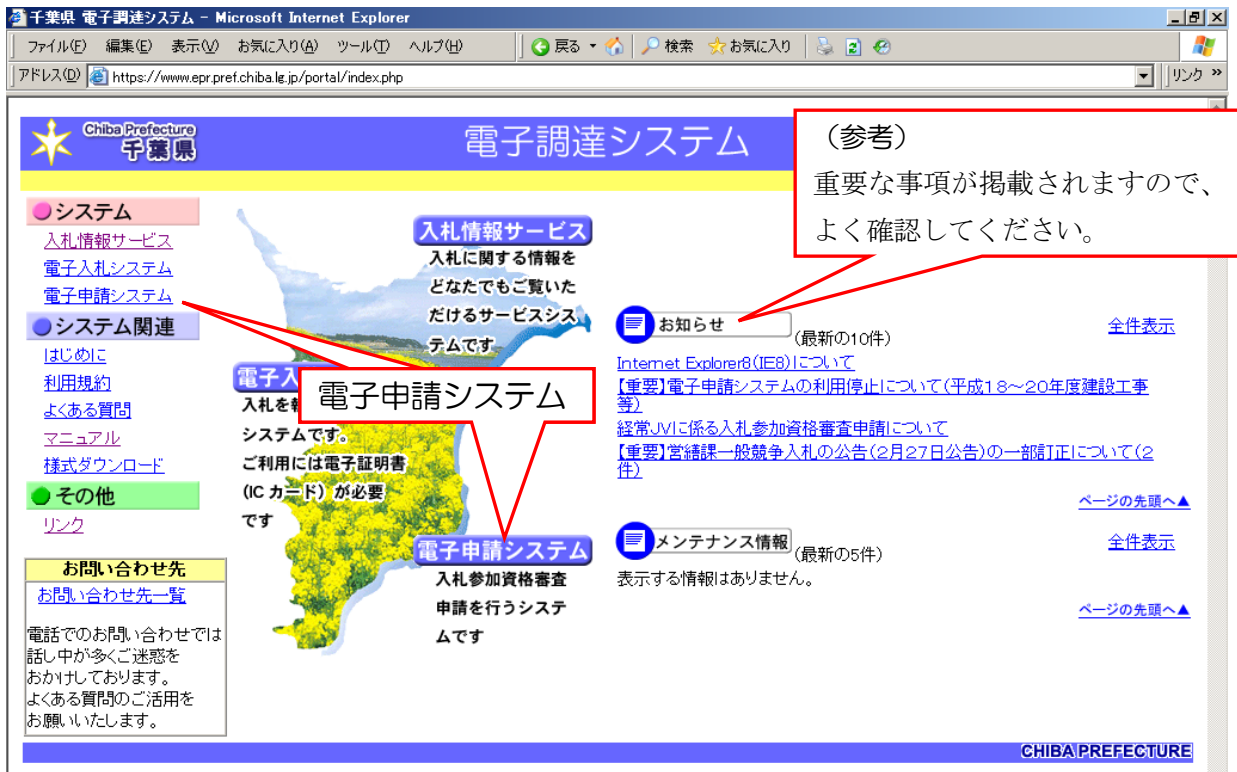 千葉県 電子調達システム - Microsoft Internet Explorer
ファイル(F) 編集(E) 表示(V) お気に入り(A) ツール(T) ヘルプ(H) 戻る 検索 お気に入り
アドレス(D) https://www.epr.pref.chiba.lg.jp/portal/index.php リンク »
Chiba Prefecture
千葉県
電子調達システム
（参考）
重要な事項が掲載されますので、
よく確認してください。
システム
入札情報サービス
電子入札システム
電子申請システム
システム関連
はじめに
利用規約
よくある質問
マニュアル
様式ダウンロード
その他
リンク
お問い合わせ先
お問い合わせ先一覧
電話でのお問い合わせでは
話し中が多くご迷惑を
おかけしております。
よくある質問のご活用を
お願いいたします。
入札情報サービス
入札に関する情報を
どなたでもご覧いた
だけるサービスシス
テムです
電子入
入札を
システムです。
ご利用には電子証明書
(IC カード）が必要
です
電子申請システム
電子申請システム
入札参加資格審査
申請を行うシステ
ムです
お知らせ (最新の10件) 全件表示
Internet Explorer8(IE8)について
【重要】電子申請システムの利用停止について(平成18～20年度建設工事
等)
経常JVに係る入札参加資格審査申請について
【重要】営繕課一般競争入札の公告(2月27日公告)の一部訂正について(2
件)
ページの先頭へ▲
メンテナンス情報 (最新の5件) 全件表示
表示する情報はありません。
ページの先頭へ▲
CHIBA PREFECTURE